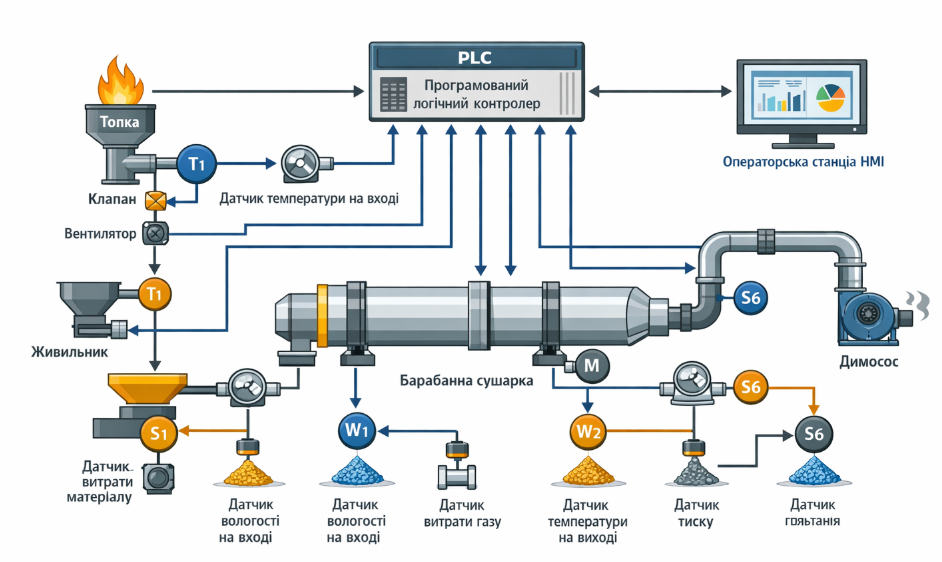 PLC
Програмований
логічний контролер
Топка
T1
Операторська станція HMI
Клапан
Датчик температури на вході
Вентилятор
T1
S6
Живильник
Димосос
Барабанна сушарка
M
S6
S1
W1
W2
S6
Датчик
витрати
матеріалу
Датчик
вологості
на вході
Датчик
вологості
на вході
Датчик
витрати газу
Датчик
температури
на виході
Датчик
тиску
Датчик